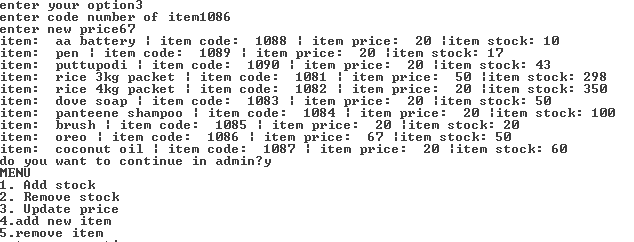 enter your option3
enter code number of item1086
enter new price67
item:  aa battery | item code:  1088 | item price:  20 |item stock: 10
item:  pen | item code:  1089 | item price:  20 |item stock: 17
item:  puttupodi | item code:  1090 | item price:  20 |item stock: 43
item:  rice 3kg packet | item code:  1081 | item price:  50 |item stock: 298
item:  rice 4kg packet | item code:  1082 | item price:  20 |item stock: 350
item:  dove soap | item code:  1083 | item price:  20 |item stock: 50
item:  panteene shampoo | item code:  1084 | item price:  20 |item stock: 100
item:  brush | item code:  1085 | item price:  20 |item stock: 20
item:  oreo | item code:  1086 | item price:  67 |item stock: 50
item:  coconut oil | item code:  1087 | item price:  20 |item stock: 60
do you want to continue in admin?y
MENU
1. Add stock
2. Remove stock
3. Update price
4.add new item
5.remove item